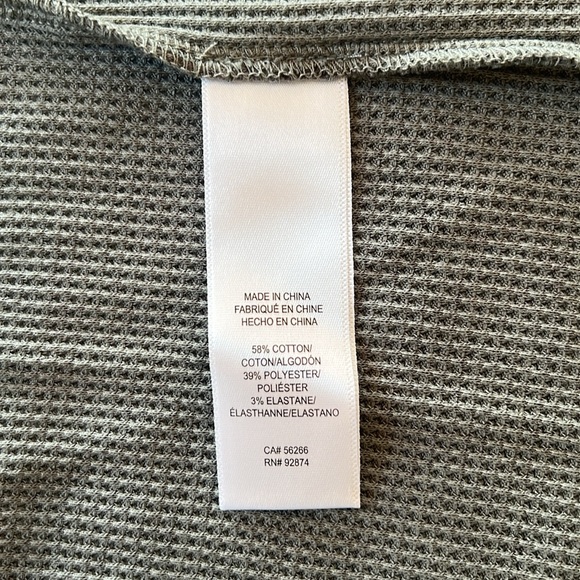 MADE IN CHINA
FABRIQUÉ EN CHINE
HECHO EN CHINA
58% COTTON/
COTON/ALGODÓN
39% POLYESTER/
POLIÉSTER
3% ELASTANE/
ÉLASTHANNE/ELASTANO
CA# 56266
RN# 92874